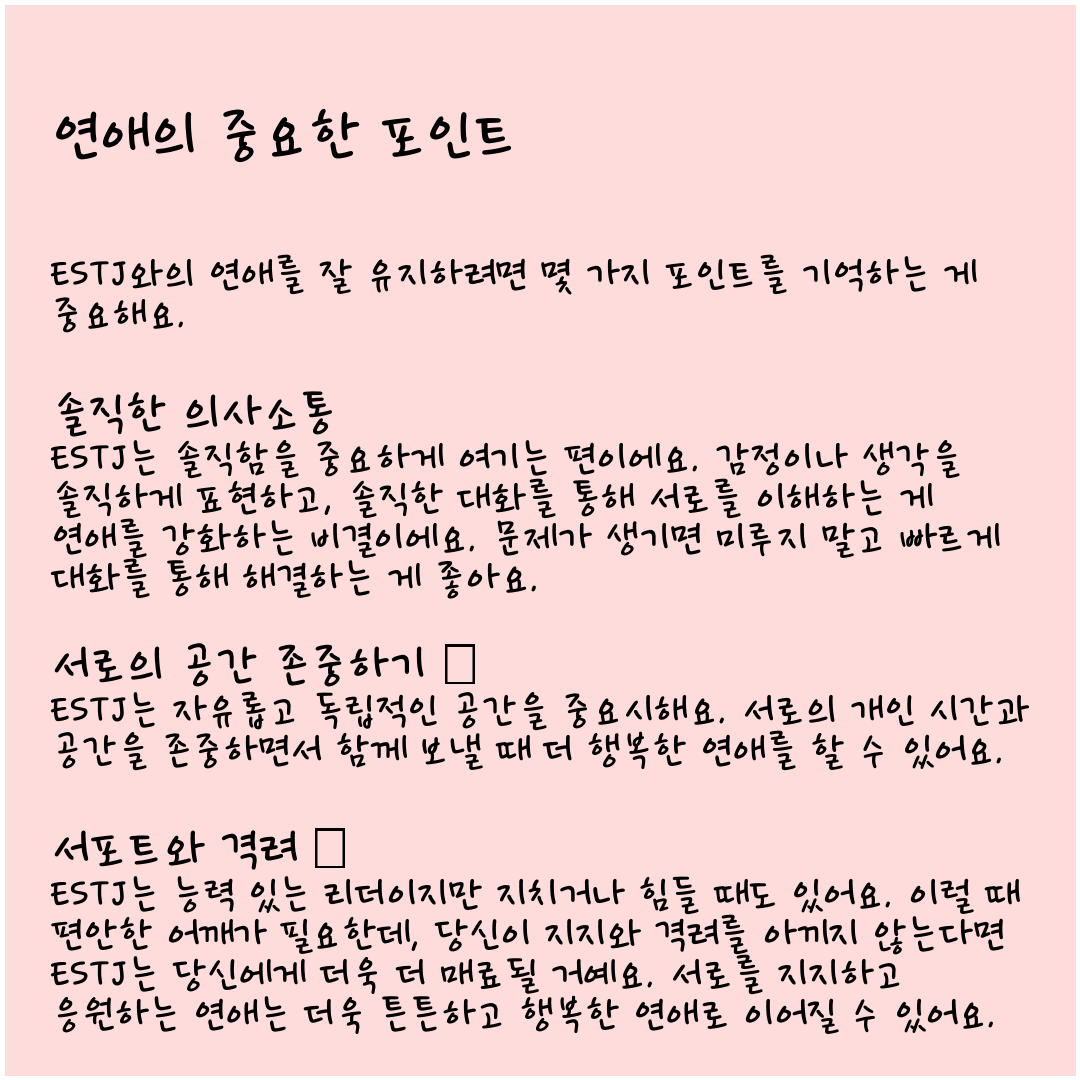 연애의 중요한 포인트
ESTJ와의 연애를 잘 유지하려면 몇 가지 포인트를 기억하는 게
중요해요.
솔직한 의사소통
ESTJ는 솔직함을 중요하게 여기는 편이에요. 감정이나 생각을
솔직하게 표현하고, 솔직한 대화를 통해 서로를 이해하는 게
연애를 강화하는 비결이에요. 문제가 생기면 미루지 말고 빠르게
대화를 통해 해결하는 게 좋아요.
서로의 공간 존중하기 □
ESTJ는 자유롭고 독립적인 공간을 중요시해요. 서로의 개인 시간과
공간을 존중하면서 함께 보낼 때 더 행복한 연애를 할 수 있어요.
서포트와 격려 □
ESTJ는 능력 있는 리더이지만 지치거나 힘들 때도 있어요. 이럴 때
편안한 어깨가 필요한데, 당신이 지지와 격려를 아끼지 않는다면
ESTJ는 당신에게 더욱 더 매료될 거예요. 서로를 지지하고
응원하는 연애는 더욱 튼튼하고 행복한 연애로 이어질 수 있어요.